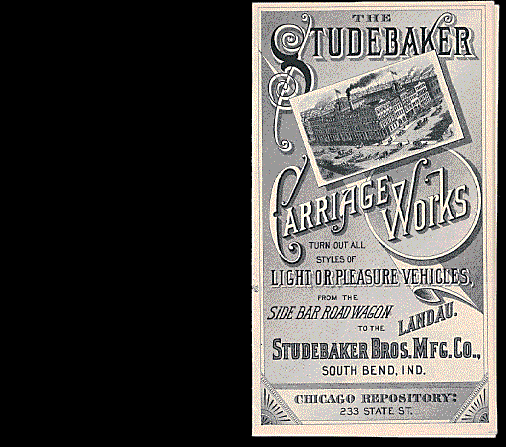 THE
STUDEBAKER
CARRIAGE Works
TURN OUT ALL
STYLES OF
LIGHT OR PLEASURE VEHICLES,
FROM THE
SIDE BAR ROAD WAGON
TO THE LANDAU.
STUDEBAKER BROS. MFG. CO.,
SOUTH BEND, IND.
CHICAGO REPOSITORY:
233 STATE ST.